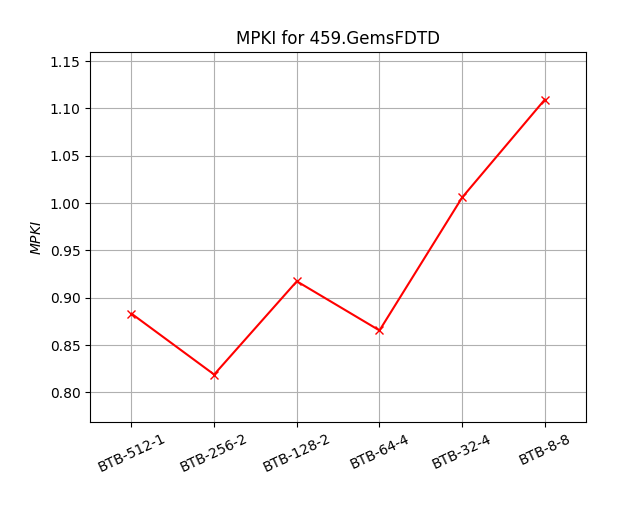 MPKI for 459.GemsFDTD
1.15
1.10
1.05
1.00
0.95
0.90
0.85
0.80
MPKI
BTB-512-1
BTB-256-2
BTB-128-2
BTB-64-4
BTB-32-4
BTB-8-8